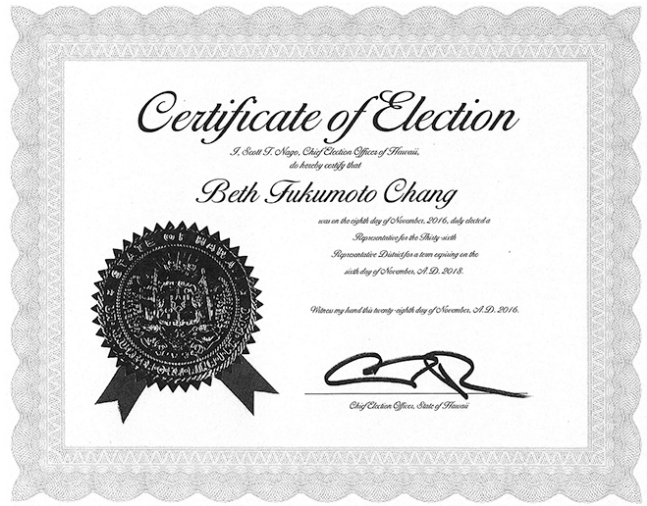 Certificate of Election
I, Scott T. Nago, Chief Election Officer of Hawaii,
do hereby certify that
Beth Fukumoto Chang
was on the eighth day of November, 2016, duly elected a
Representative for the Thirty-sixth
Representative District for a term expiring on the
sixth day of November, A.D. 2018.
Witness my hand this twenty-eighth day of November, A.D. 2016.
STATE OF HAWAII
Chief Election Officer, State of Hawaii